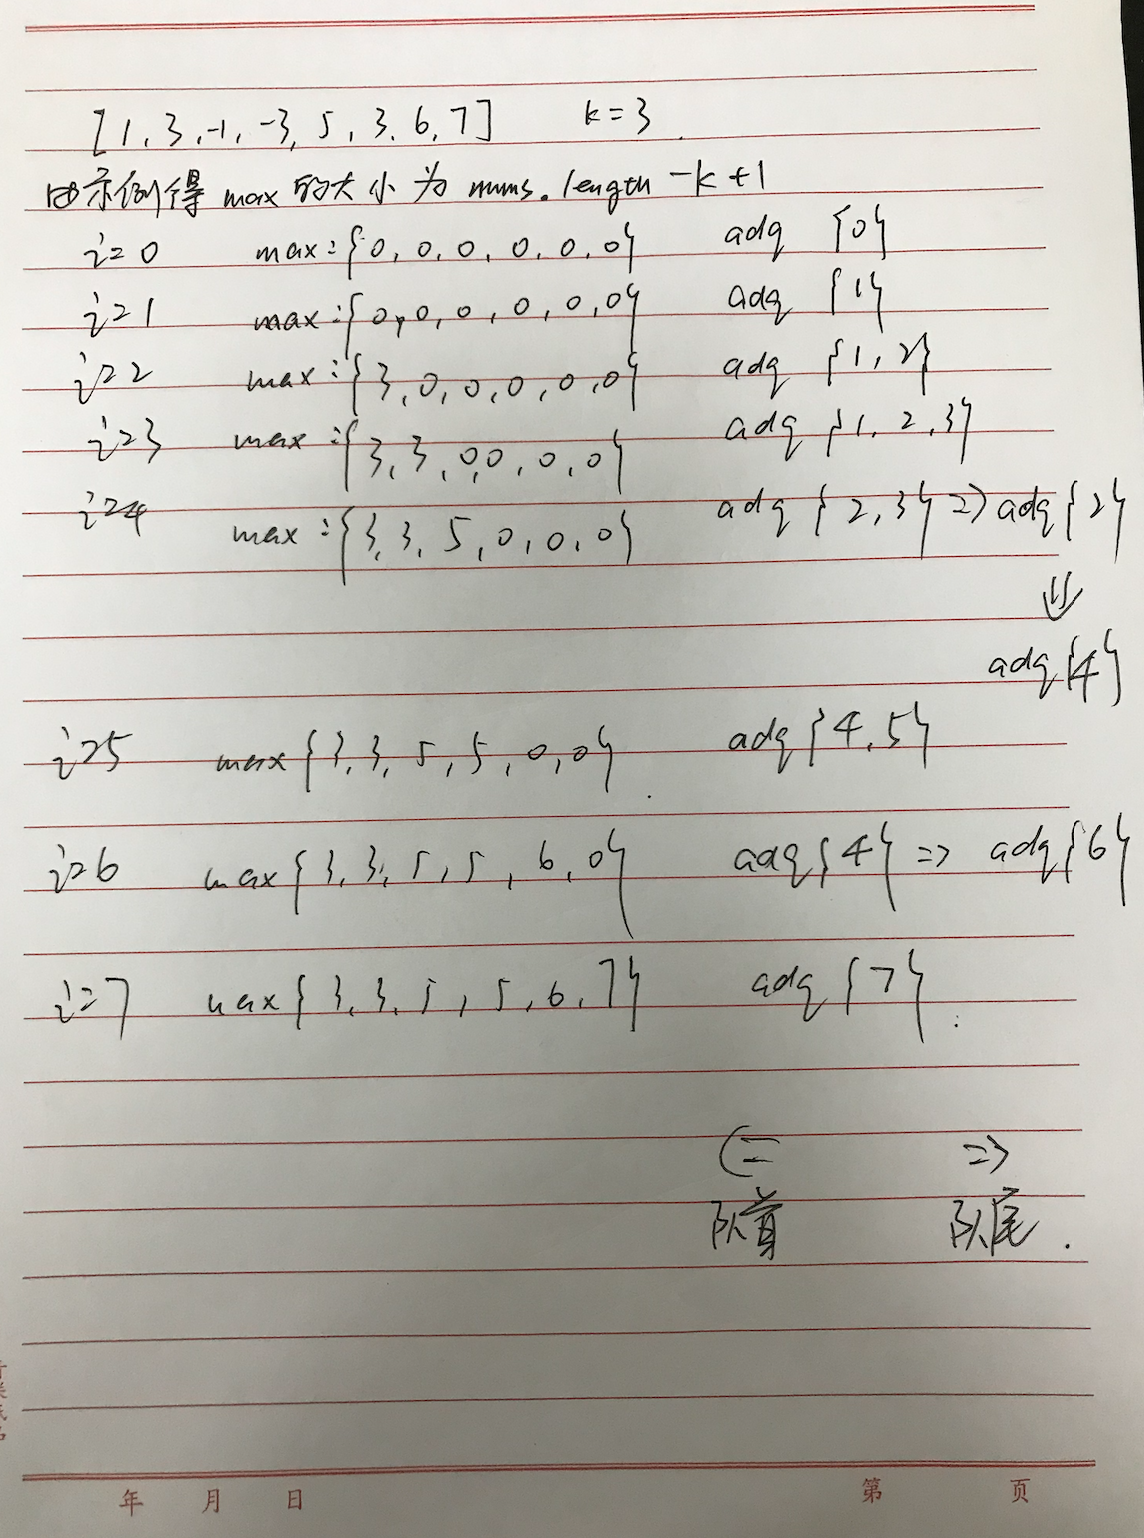 [1,3,-1,-3,5,3,6,7] k=3
由示例得 max 的大小为 nums.length -k+1
i=0 max:{0,0,0,0,0,0} adq {0}
i=1 max:{0,0,0,0,0,0} adq {1}
i=2 max:{3,0,0,0,0,0} adq {1,2}
i=3 max:{3,3,0,0,0,0} adq {1,2,3}
i=4 max:{3,3,5,0,0,0} adq {2,3} => adq{2}
⇓
adq{4}
i=5 max{3,3,5,5,0,0} adq{4,5}
i=6 max{3,3,5,5,6,0} adq{4} => adq{6}
i=7 max{3,3,5,5,6,7} adq{7}
<= =>
队首 队尾.
年 月 日 第 页